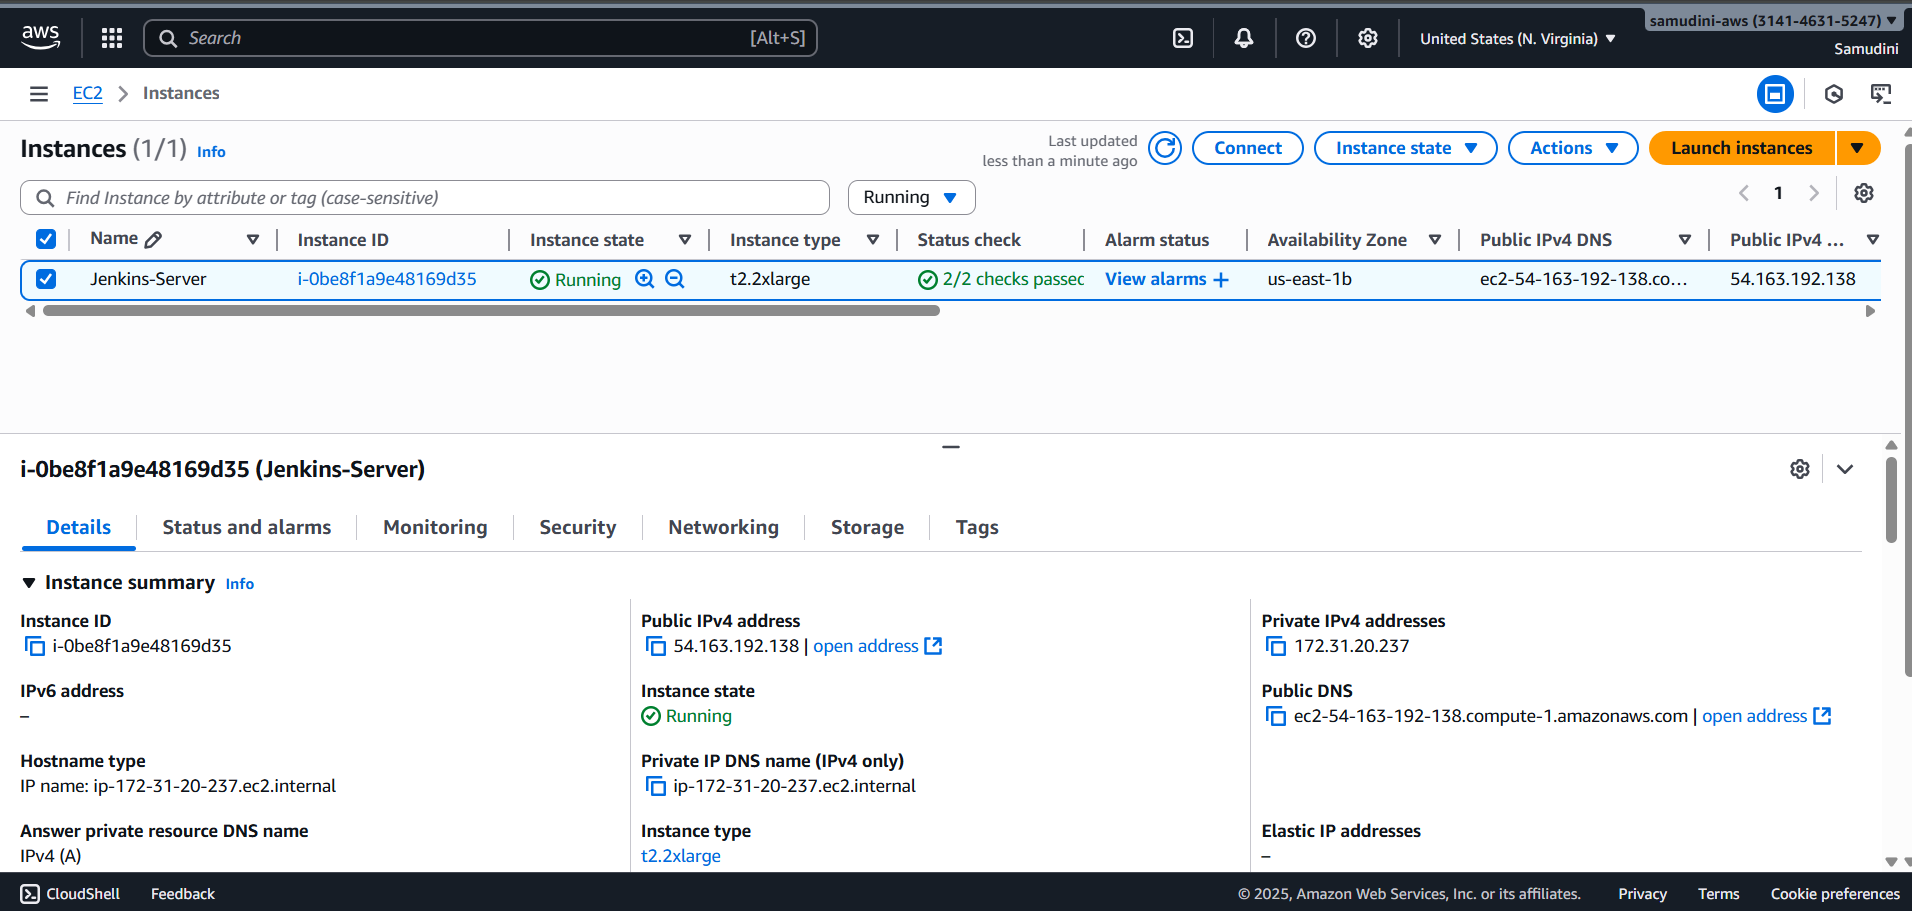 aws
Search [Alt+S]
United States (N. Virginia)
samudini-aws (3141-4631-5247)
Samudini
EC2 Instances
Instances (1/1) Info
Last updated
less than a minute ago
Connect Instance state Actions Launch instances
Find Instance by attribute or tag (case-sensitive) Running 1
Name Instance ID Instance state Instance type Status check Alarm status Availability Zone Public IPv4 DNS Public IPv4 ...
Jenkins-Server i-0be8f1a9e48169d35 Running t2.2xlarge 2/2 checks passed View alarms + us-east-1b ec2-54-163-192-138.co... 54.163.192.138
i-0be8f1a9e48169d35 (Jenkins-Server)
Details Status and alarms Monitoring Security Networking Storage Tags
Instance summary Info
Instance ID
i-0be8f1a9e48169d35
Public IPv4 address
54.163.192.138 | open address
Private IPv4 addresses
172.31.20.237
IPv6 address
–
Instance state
Running
Public DNS
ec2-54-163-192-138.compute-1.amazonaws.com | open address
Hostname type
IP name: ip-172-31-20-237.ec2.internal
Private IP DNS name (IPv4 only)
ip-172-31-20-237.ec2.internal
Answer private resource DNS name
IPv4 (A)
Instance type
t2.2xlarge
Elastic IP addresses
–
CloudShell Feedback © 2025, Amazon Web Services, Inc. or its affiliates. Privacy Terms Cookie preferences